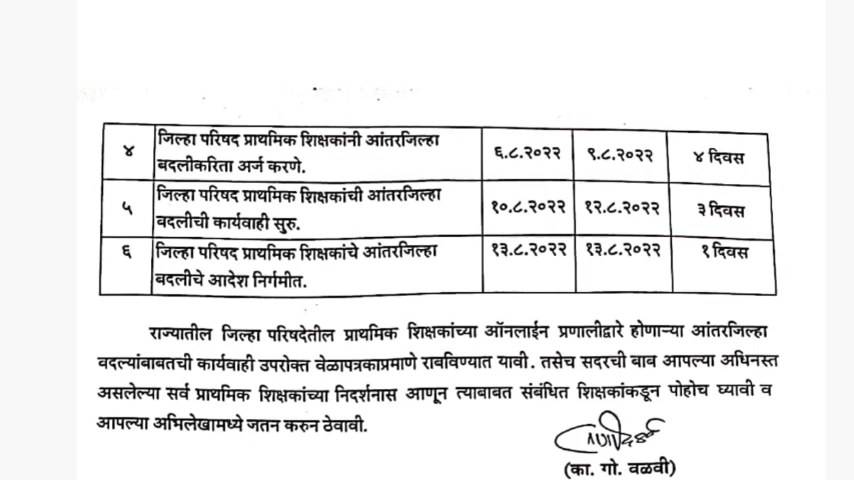 ४ जिल्हा परिषद प्राथमिक शिक्षकांनी आंतरजिल्हा ६.८.२०२२ ९.८.२०२२ ४ दिवस
बदलीकरिता अर्ज करणे.
५ जिल्हा परिषद प्राथमिक शिक्षकांची आंतरजिल्हा १०.८.२०२२ १२.८.२०२२ ३ दिवस
बदलीची कार्यवाही सुरु.
६ जिल्हा परिषद प्राथमिक शिक्षकांचे आंतरजिल्हा १३.८.२०२२ १३.८.२०२२ १ दिवस
बदलीचे आदेश निर्गमीत.
राज्यातील जिल्हा परिषदेतील प्राथमिक शिक्षकांच्या ऑनलाईन प्रणालीद्वारे होणाऱ्या आंतरजिल्हा
बदल्यांबाबतची कार्यवाही उपरोक्त वेळापत्रकाप्रमाणे राबविण्यात यावी. तसेच सदरची बाब आपल्या अधिनस्त
असलेल्या सर्व प्राथमिक शिक्षकांच्या निदर्शनास आणून त्याबाबत संबंधित शिक्षकांकडून पोहोच घ्यावी व
आपल्या अभिलेखामध्ये जतन करुन ठेवावी.
(का. गो. वळवी)